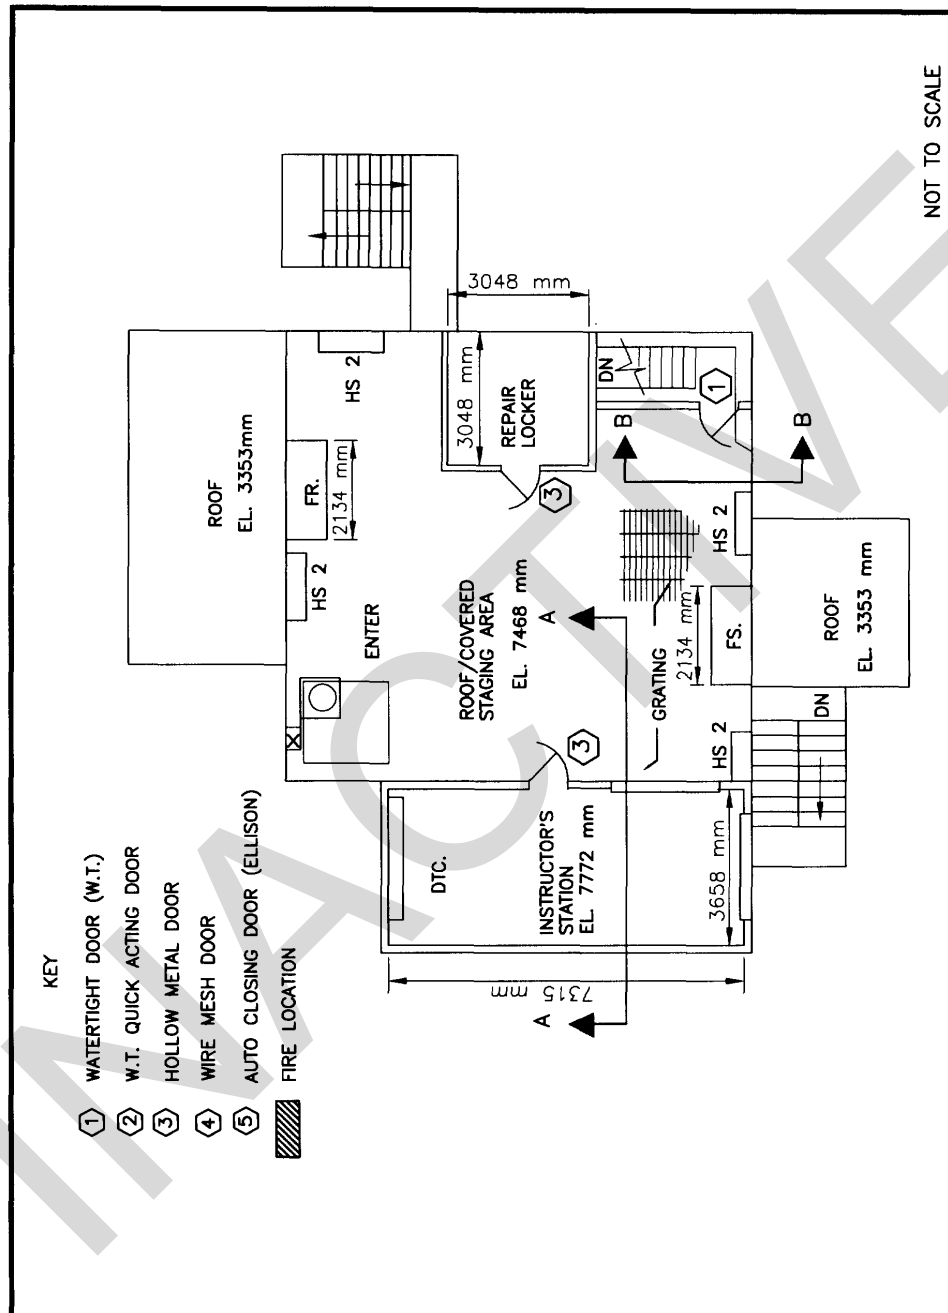 KEY
1 WATERTIGHT DOOR (W.T.)
2 W.T. QUICK ACTING DOOR
3 HOLLOW METAL DOOR
4 WIRE MESH DOOR
5 AUTO CLOSING DOOR (ELLISON)
FIRE LOCATION
ROOF
EL. 3353mm
HS 2
FR.
2134 mm
HS 2
ENTER
3048 mm
3048 mm
REPAIR
LOCKER
3
DN
1
B
B
ROOF/COVERED
STAGING AREA
EL. 7468 mm
A
GRATING
2134 mm
FS.
HS 2
HS 2
3
DTC.
INSTRUCTOR'S
STATION
EL. 7772 mm
3658 mm
7315 mm
A
DN
ROOF
EL. 3353 mm
NOT TO SCALE
INACTIVE